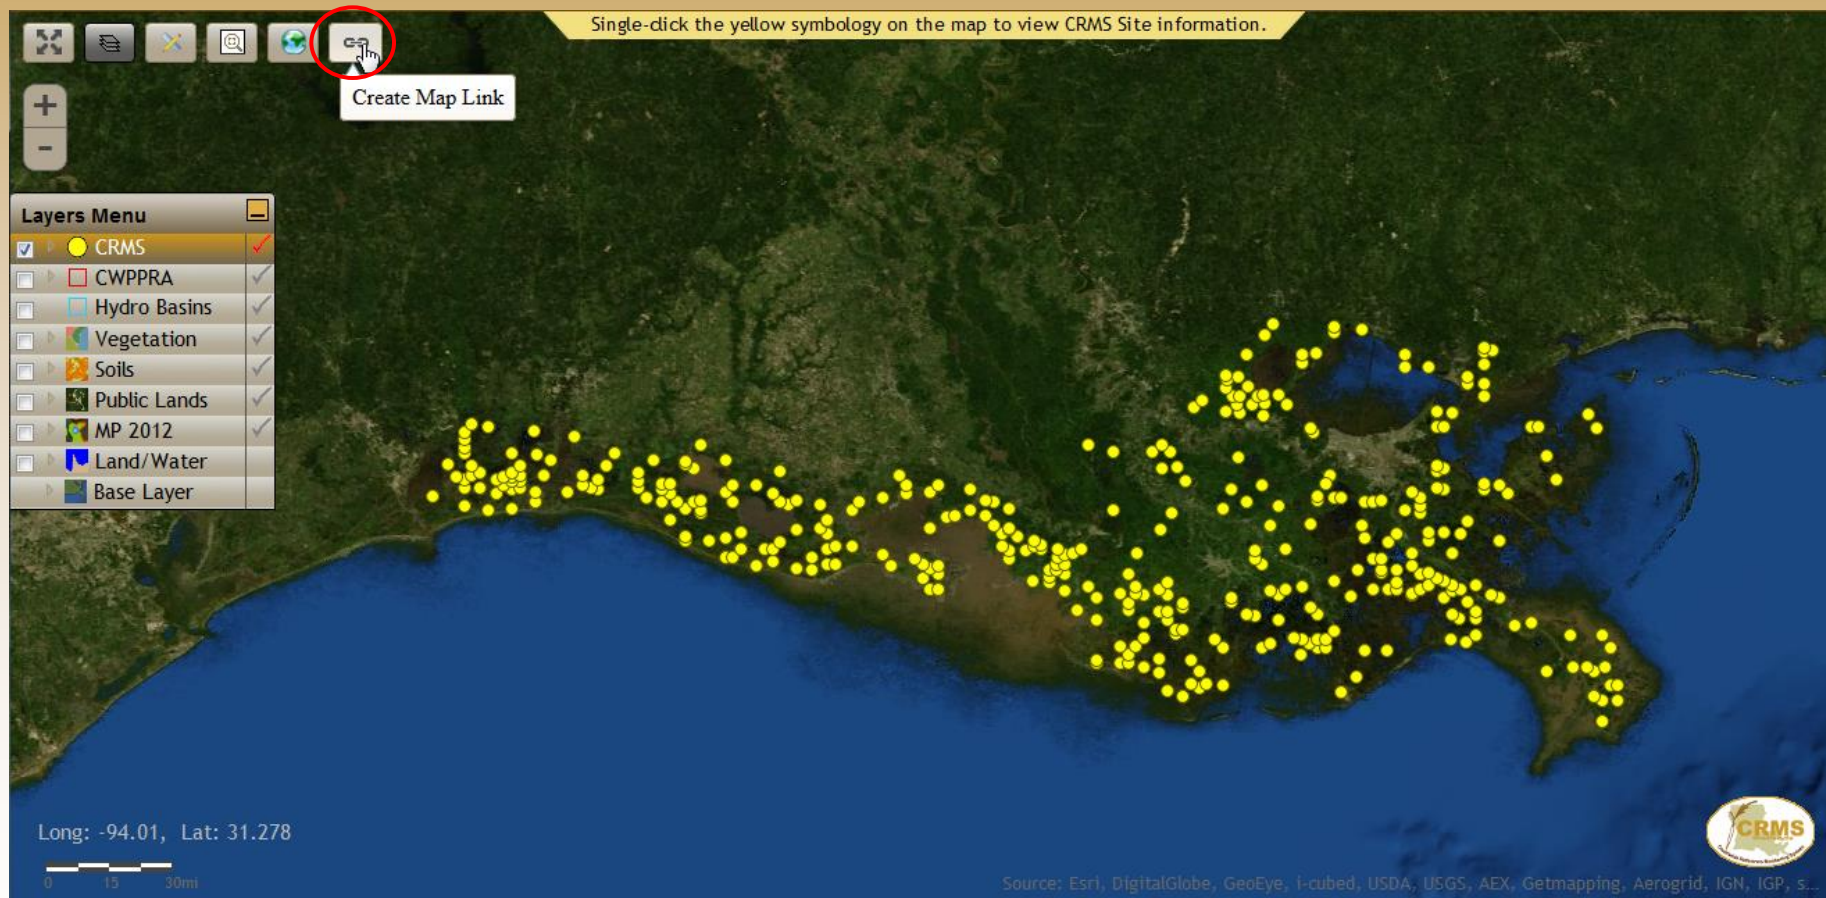 Single-click the yellow symbology on the map to view CRMS Site information.
Create Map Link
+
-
Layers Menu
CRMS
CWPPRA
Hydro Basins
Vegetation
Soils
Public Lands
MP 2012
Land/Water
Base Layer
Long: -94.01, Lat: 31.278
0 15 30mi
CRMS
Source: Esri, DigitalGlobe, GeoEye, i-cubed, USDA, USGS, AEX, Getmapping, Aerogrid, IGN, IGP, s...